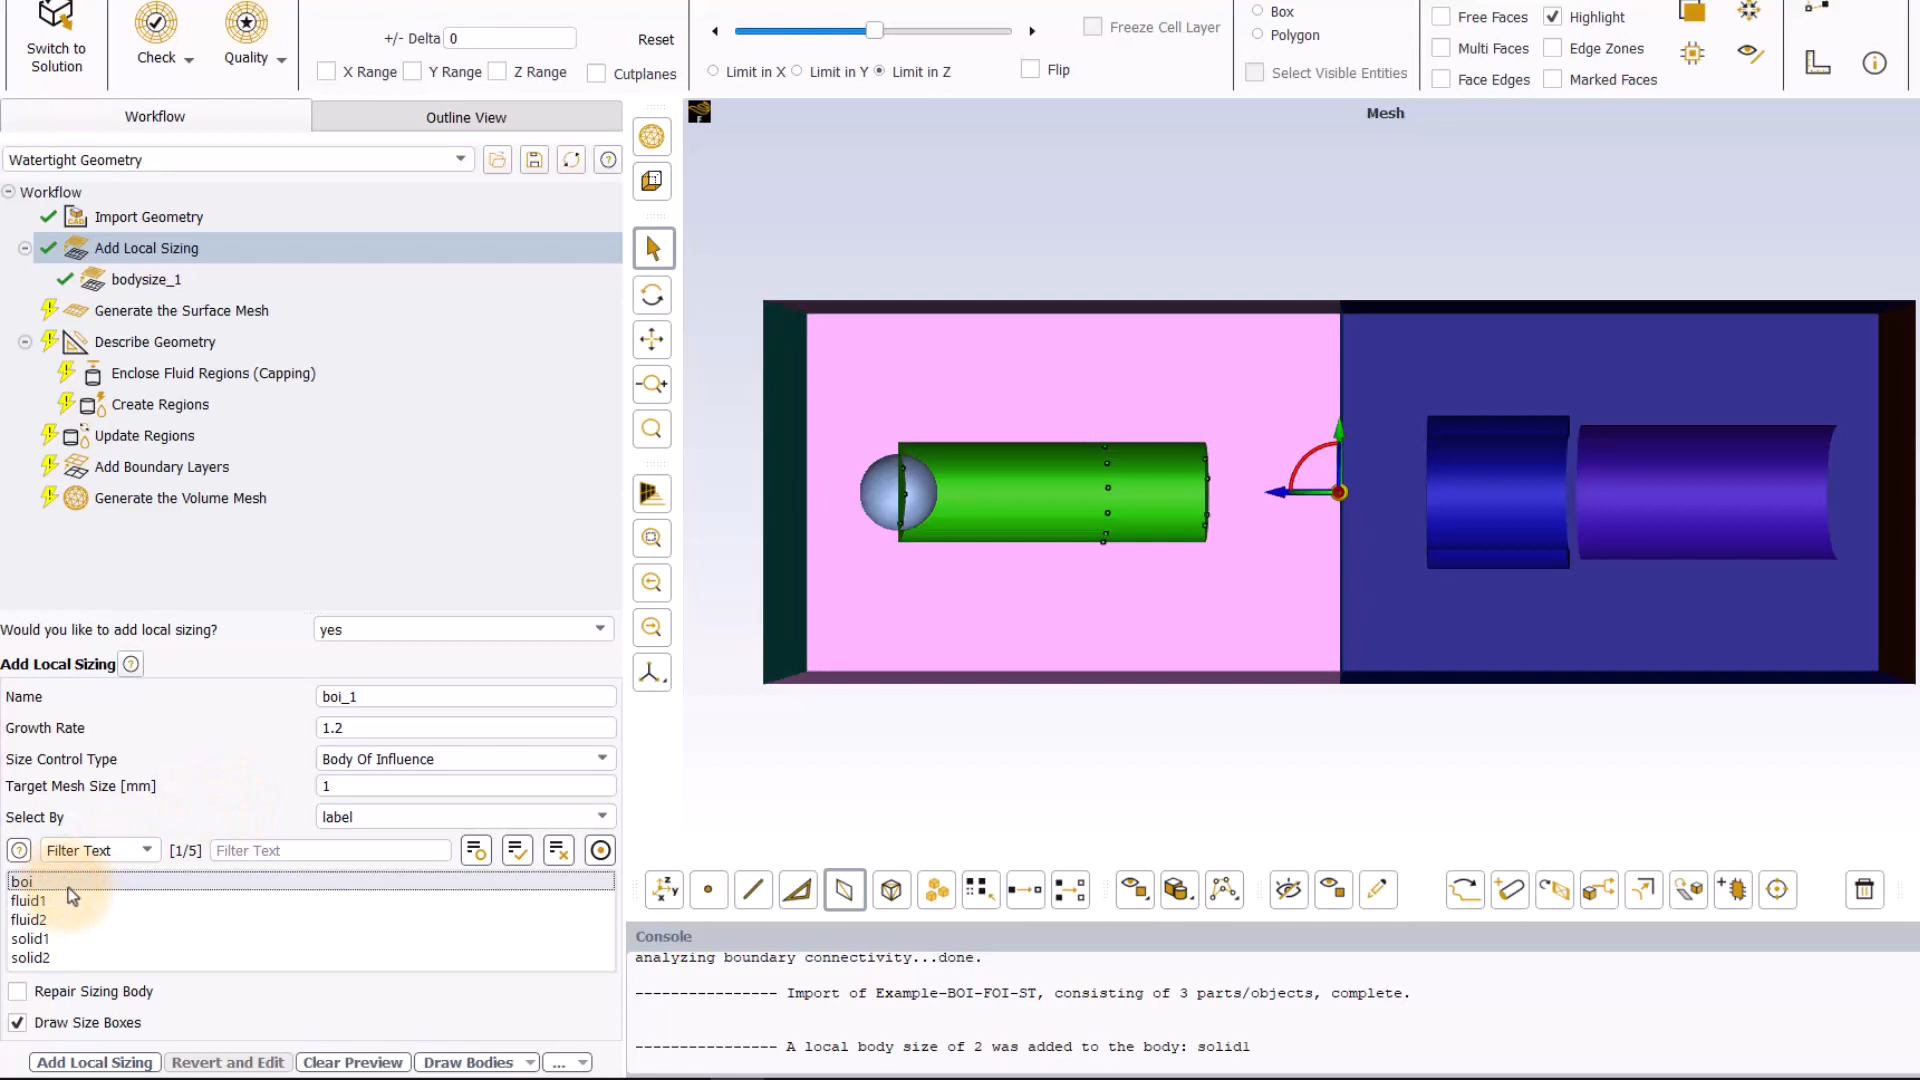 Switch to
Solution
Check
Quality
+/- Delta 0
Reset
X Range
Y Range
Z Range
Cutplanes
Limit in X
Limit in Y
Limit in Z
Freeze Cell Layer
Flip
Box
Polygon
Select Visible Entities
Free Faces
Highlight
Multi Faces
Edge Zones
Face Edges
Marked Faces
Workflow
Outline View
Watertight Geometry
Workflow
Import Geometry
Add Local Sizing
bodysize_1
Generate the Surface Mesh
Describe Geometry
Enclose Fluid Regions (Capping)
Create Regions
Update Regions
Add Boundary Layers
Generate the Volume Mesh
Would you like to add local sizing? yes
Add Local Sizing
Name boi_1
Growth Rate 1.2
Size Control Type Body Of Influence
Target Mesh Size [mm] 1
Select By label
Filter Text [1/5] Filter Text
boi
fluid1
fluid2
solid1
solid2
Repair Sizing Body
Draw Size Boxes
Add Local Sizing Revert and Edit Clear Preview Draw Bodies ...
Mesh
Console
analyzing boundary connectivity...done.
---------------- Import of Example-BOI-FOI-ST, consisting of 3 parts/objects, complete.
---------------- A local body size of 2 was added to the body: solid1